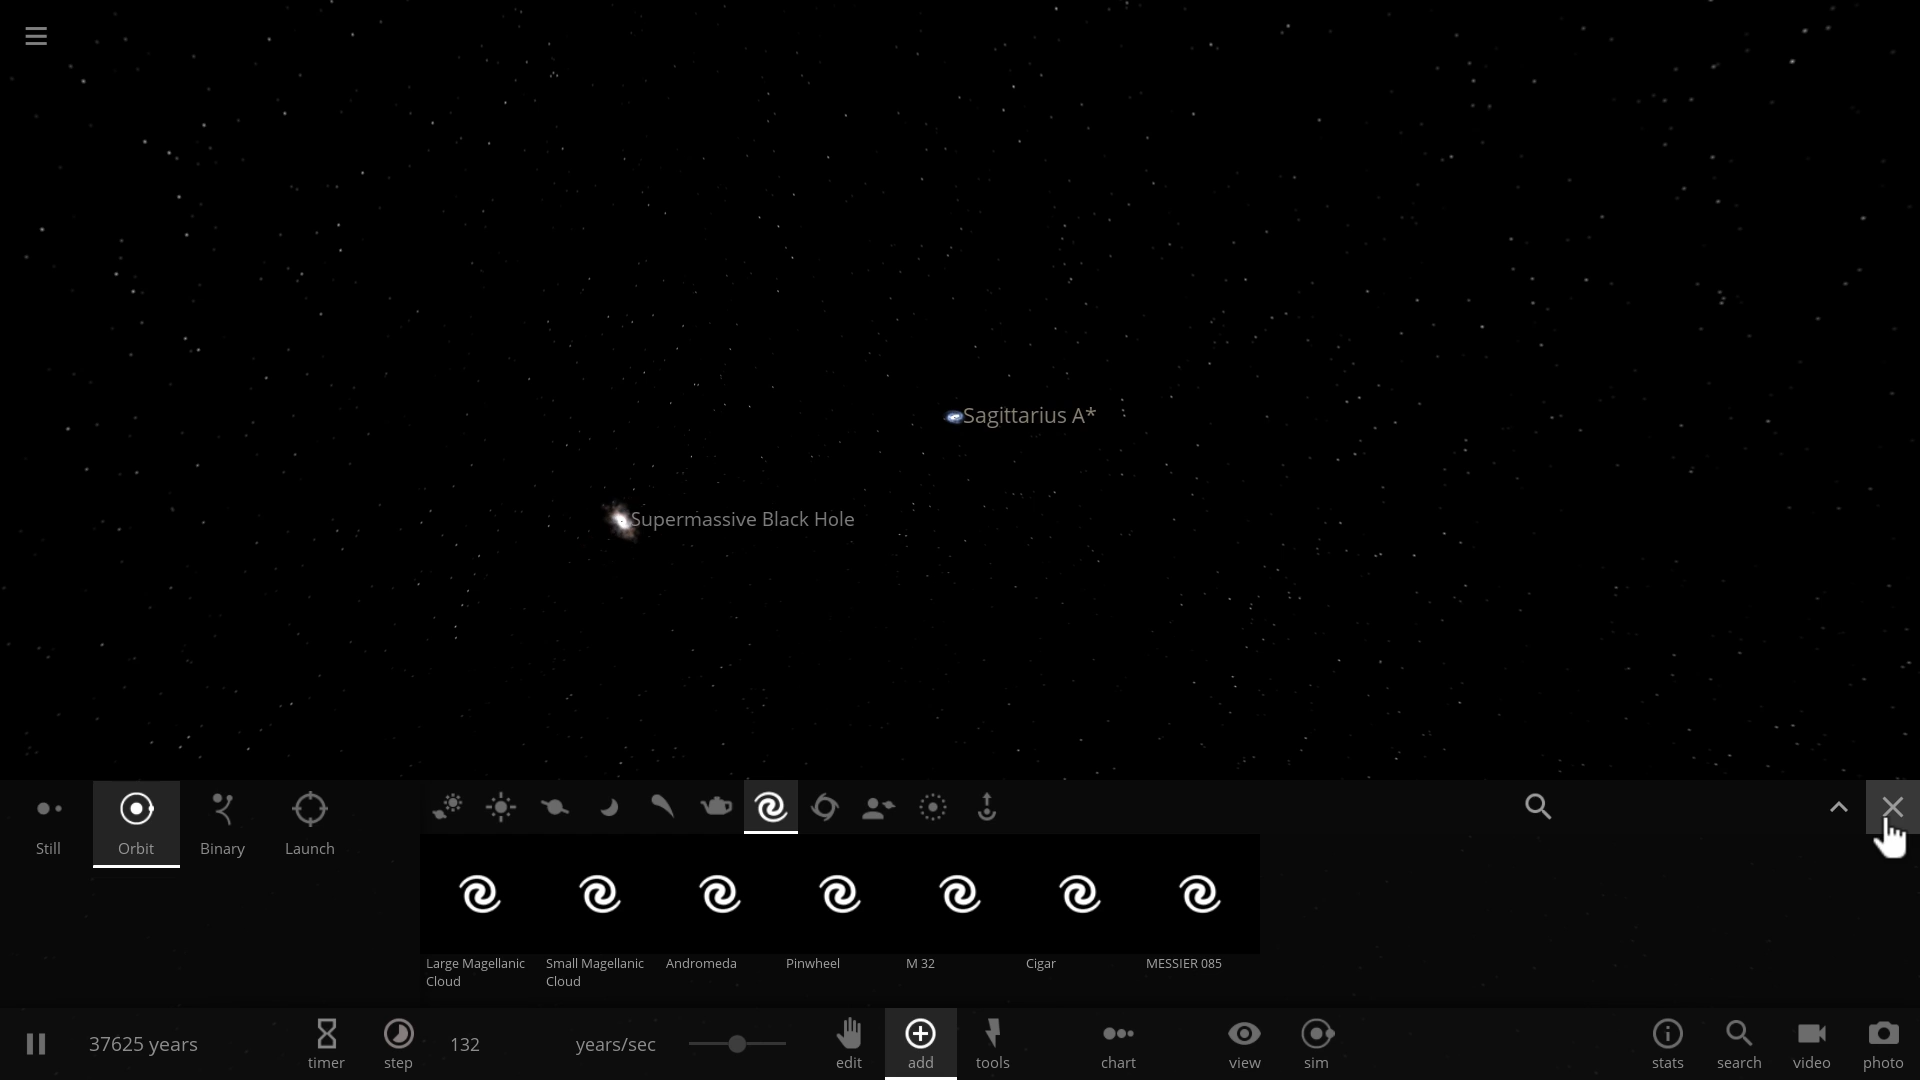 Sagittarius A*
Supermassive Black Hole
Still
Orbit
Binary
Launch
Large Magellanic
Cloud
Small Magellanic
Cloud
Andromeda
Pinwheel
M 32
Cigar
MESSIER 085
37625 years
timer
step
132
years/sec
edit
add
tools
chart
view
sim
stats
search
video
photo